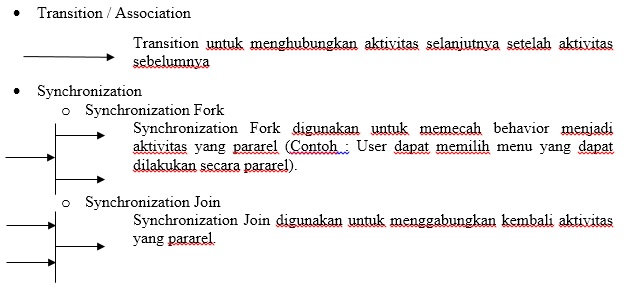 • Transition / Association
Transition untuk menghubungkan aktivitas selanjutnya setelah aktivitas
sebelumnya
• Synchronization
o Synchronization Fork
Synchronization Fork digunakan untuk memecah behavior menjadi
aktivitas yang pararel (Contoh : User dapat memilih menu yang dapat
dilakukan secara pararel).
o Synchronization Join
Synchronization Join digunakan untuk menggabungkan kembali aktivitas
yang pararel.